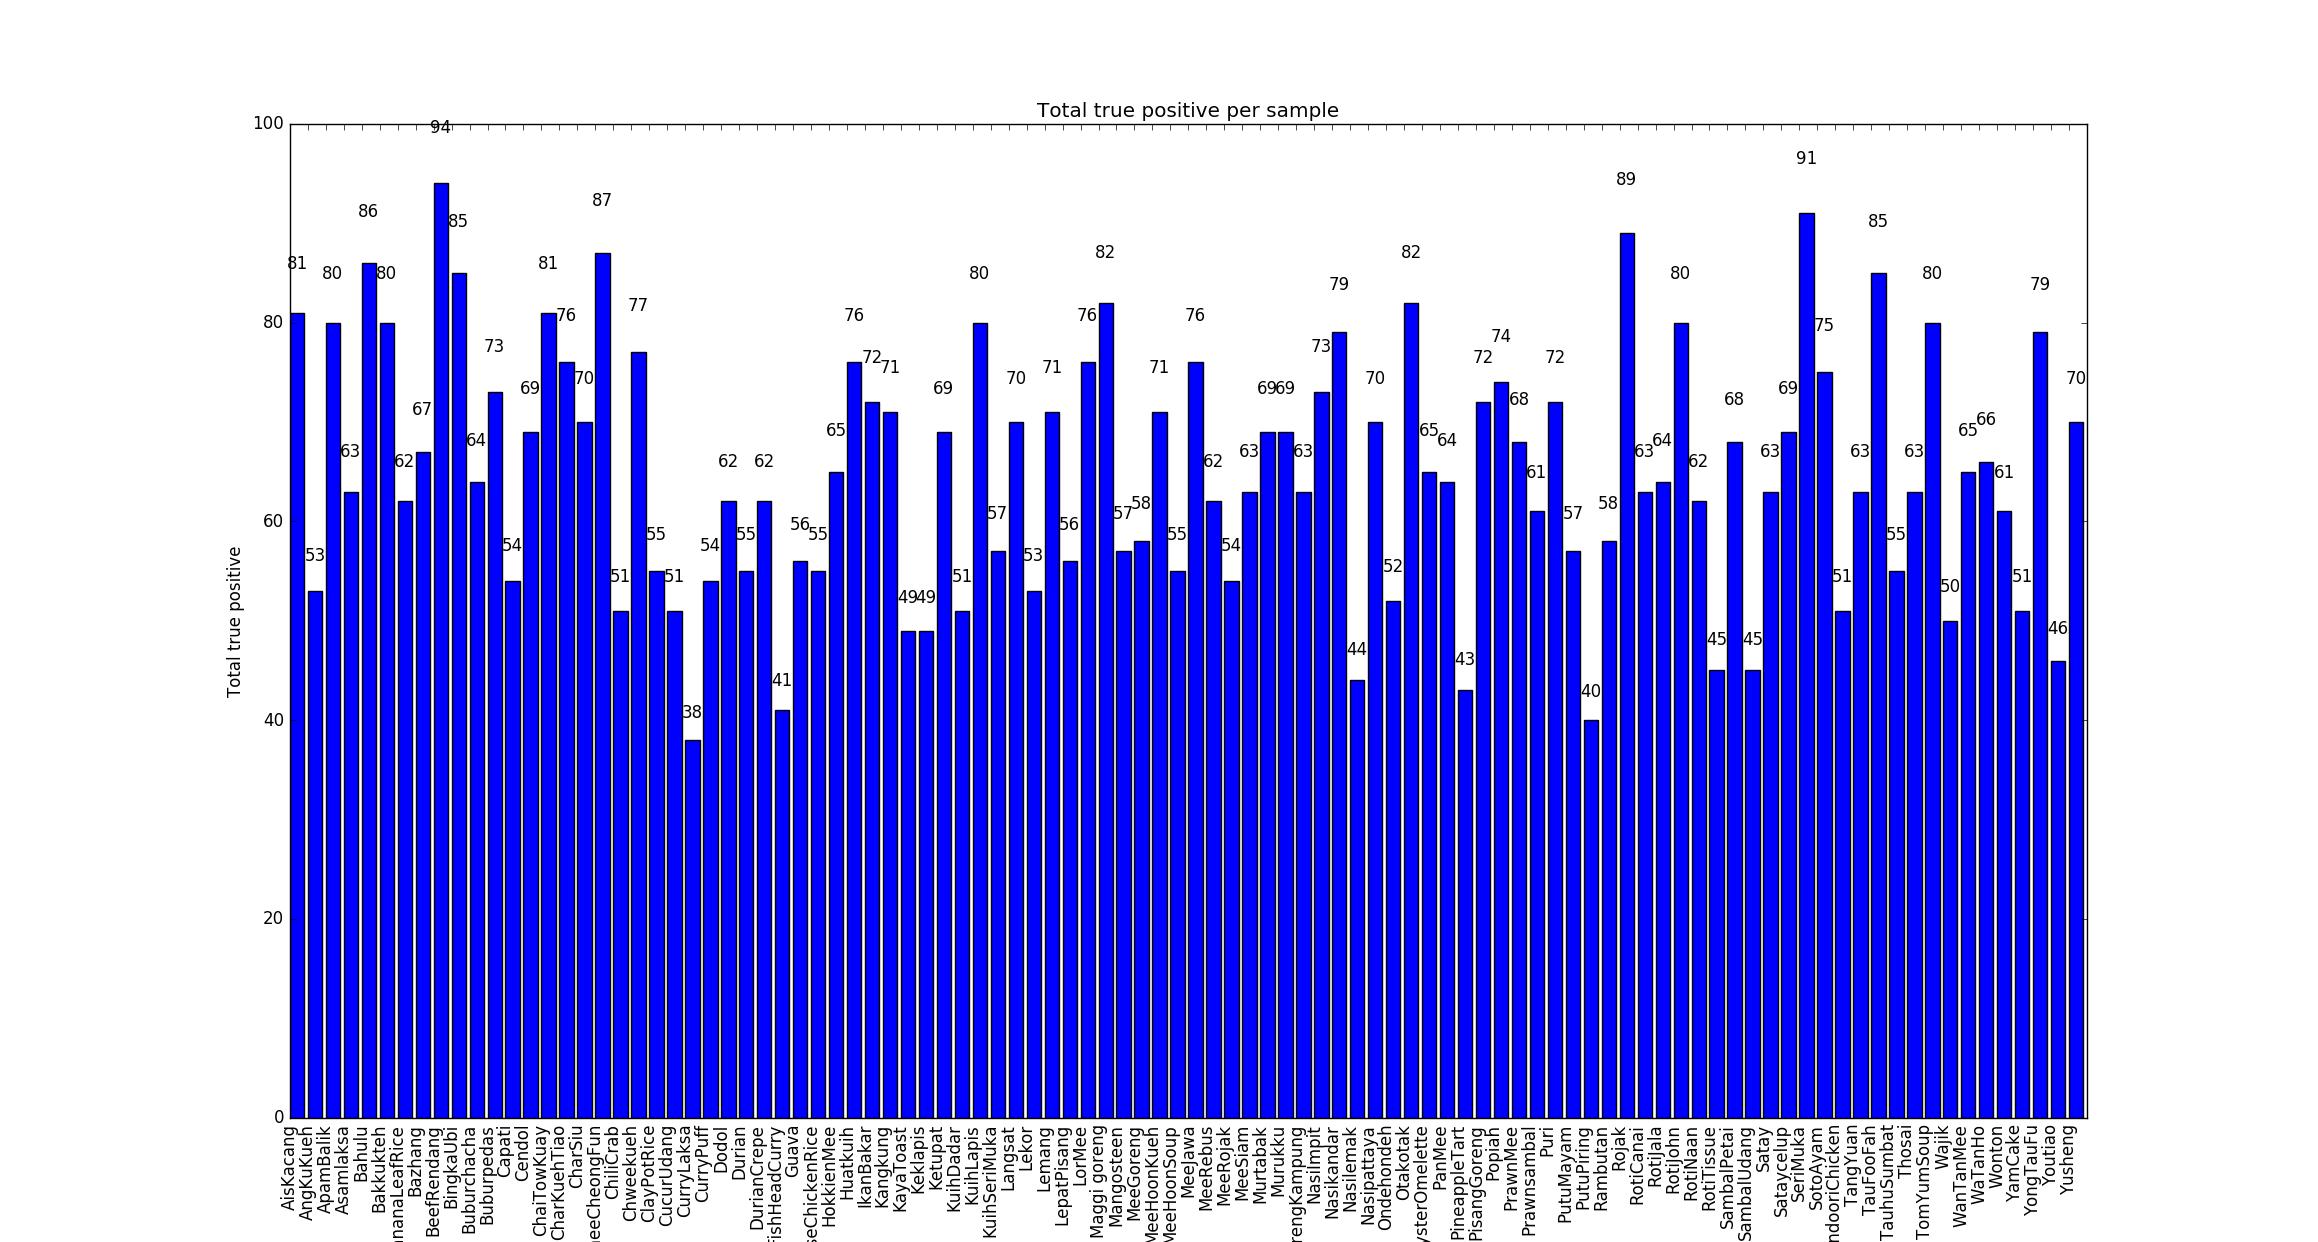 Total true positive per sample
Total true positive
100
80
60
40
20
0
81
53
80
63
86
80
62
67
94
85
64
73
54
69
81
76
70
87
51
77
55
51
38
54
62
55
62
41
56
55
65
76
72
71
49
49
69
51
80
57
70
53
71
56
76
82
57
58
71
55
76
62
54
63
69
69
63
73
79
44
70
52
82
65
64
43
72
74
68
61
72
57
40
58
89
63
64
80
62
45
68
45
63
69
91
75
51
63
85
55
63
80
50
65
66
61
51
79
46
70
AisKacang
AngKuKueh
ApamBalik
Asamlaksa
Bahulu
Bakkukteh
ananaLeafRice
Bazhang
BeefRendang
BingkaUbi
Buburchacha
Buburpedas
Capati
Cendol
ChaiTowKuay
CharKuehTiao
CharSiu
eeCheongFun
ChiliCrab
Chweekueh
ClayPotRice
CucurUdang
CurryLaksa
CurryPuff
Dodol
Durian
DurianCrepe
FishHeadCurry
Guava
seChickenRice
HokkienMee
Huatkuih
IkanBakar
Kangkung
KayaToast
Keklapis
Ketupat
KuihDadar
KuihLapis
KuihSeriMuka
Langsat
Lekor
Lemang
LepatPisang
LorMee
Maggi goreng
Mangosteen
MeeGoreng
MeeHoonKueh
MeeHoonSoup
MeeJawa
MeeRebus
MeeRojak
MeeSiam
Murtabak
Murukku
rengKampung
NasiImpit
Nasikandar
Nasilemak
Nasipattaya
Ondehondeh
Otakotak
ysterOmelette
PanMee
PineappleTart
PisangGoreng
Popiah
PrawnMee
Prawnsambal
Puri
PutuMayam
PutuPiring
Rambutan
Rojak
RotiCanai
RotiJala
RotiJohn
RotiNaan
RotiTissue
SambalPetai
SambalUdang
Satay
Sataycelup
SeriMuka
SotoAyam
ndooriChicken
TangYuan
TauFooFah
TauhuSumbat
Thosai
TomYumSoup
Wajik
WanTanMee
WaTanHo
Wonton
YamCake
YongTauFu
Youtiao
Yusheng